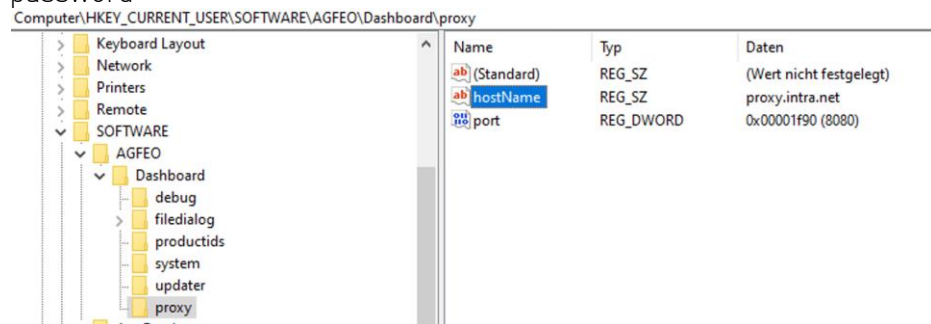 password
Computer\HKEY_CURRENT_USER\SOFTWARE\AGFEO\Dashboard\proxy
Keyboard Layout
Network
Printers
Remote
SOFTWARE
AGFEO
Dashboard
debug
filedialog
productids
system
updater
proxy
Name Typ Daten
(Standard) REG_SZ (Wert nicht festgelegt)
hostName REG_SZ proxy.intra.net
port REG_DWORD 0x00001f90 (8080)